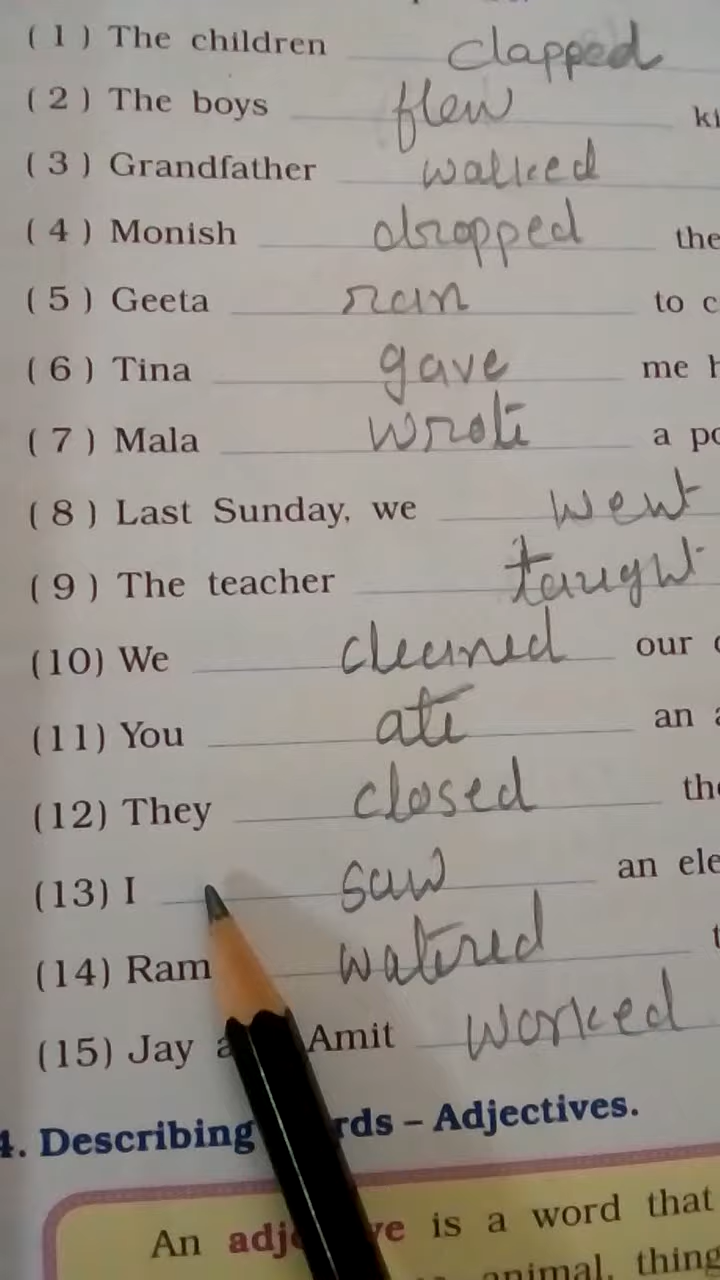 (1) The children clapped
(2) The boys flew ki
(3) Grandfather walked
(4) Monish dropped the
(5) Geeta ran to c
(6) Tina gave me h
(7) Mala wrote a po
(8) Last Sunday, we went
(9) The teacher taught
(10) We cleaned our
(11) You ate an a
(12) They closed the
(13) I saw an ele
(14) Ram watered t
(15) Jay a Amit worked
4. Describing rds – Adjectives.
An adje ve is a word that
animal, thing